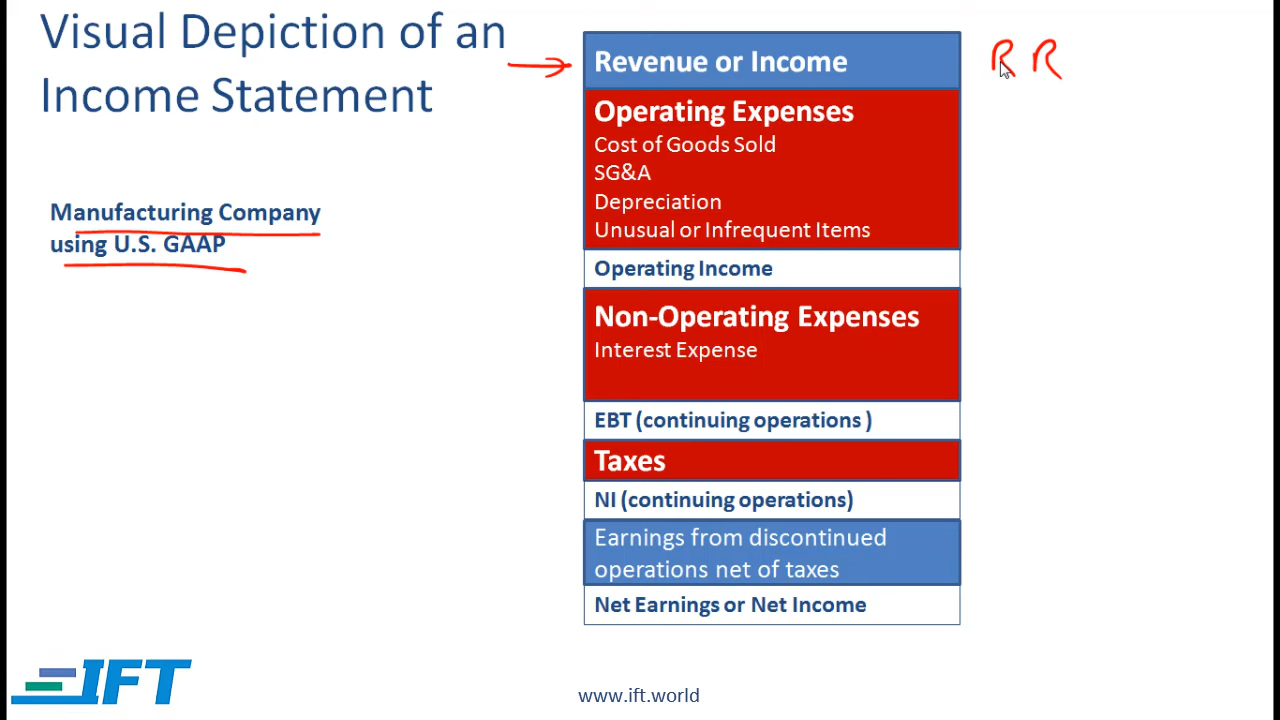 Visual Depiction of an
Income Statement
Manufacturing Company
using U.S. GAAP
Revenue or Income
R R
Operating Expenses
Cost of Goods Sold
SG&A
Depreciation
Unusual or Infrequent Items
Operating Income
Non-Operating Expenses
Interest Expense
EBT (continuing operations )
Taxes
NI (continuing operations)
Earnings from discontinued
operations net of taxes
Net Earnings or Net Income
IFT
www.ift.world